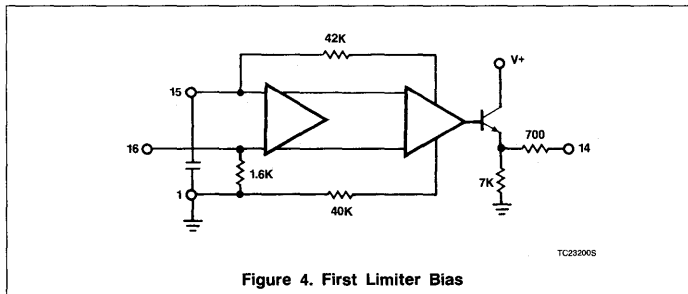 42K
V+
15
16
1.6K
700
14
7K
1
40K
TC23200S
Figure 4. First Limiter Bias